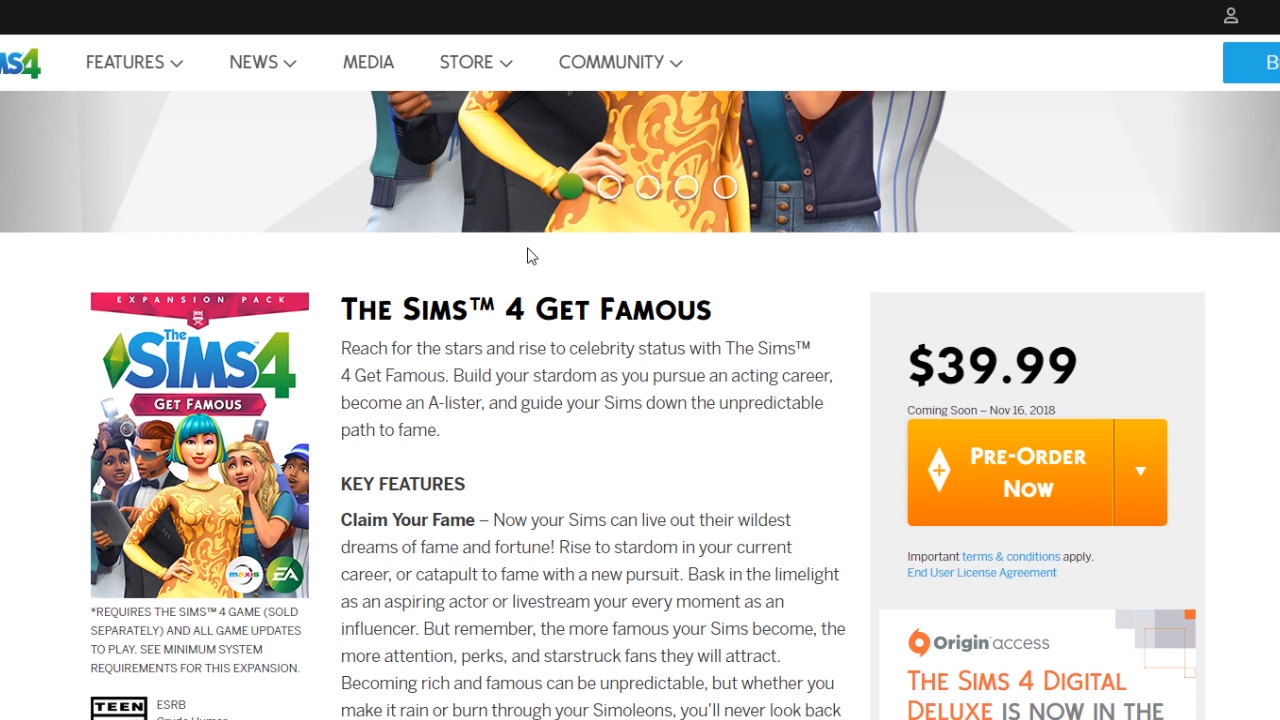 MS4
FEATURES
NEWS
MEDIA
STORE
COMMUNITY
B
EXPANSION PACK
The
SIMS 4
GET FAMOUS
maxis
EA
*REQUIRES THE SIMS™ 4 GAME (SOLD
SEPARATELY) AND ALL GAME UPDATES
TO PLAY. SEE MINIMUM SYSTEM
REQUIREMENTS FOR THIS EXPANSION.
TEEN
ESRB
Crude Humor
The Sims™ 4 Get Famous
Reach for the stars and rise to celebrity status with The Sims™
4 Get Famous. Build your stardom as you pursue an acting career,
become an A-lister, and guide your Sims down the unpredictable
path to fame.
KEY FEATURES
Claim Your Fame – Now your Sims can live out their wildest
dreams of fame and fortune! Rise to stardom in your current
career, or catapult to fame with a new pursuit. Bask in the limelight
as an aspiring actor or livestream your every moment as an
influencer. But remember, the more famous your Sims become, the
more attention, perks, and starstruck fans they will attract.
Becoming rich and famous can be unpredictable, but whether you
make it rain or burn through your Simoleons, you'll never look back
$39.99
Coming Soon – Nov 16, 2018
Pre-Order
Now
Important terms & conditions apply.
End User License Agreement
Origin access
The Sims 4 Digital
Deluxe is now in the